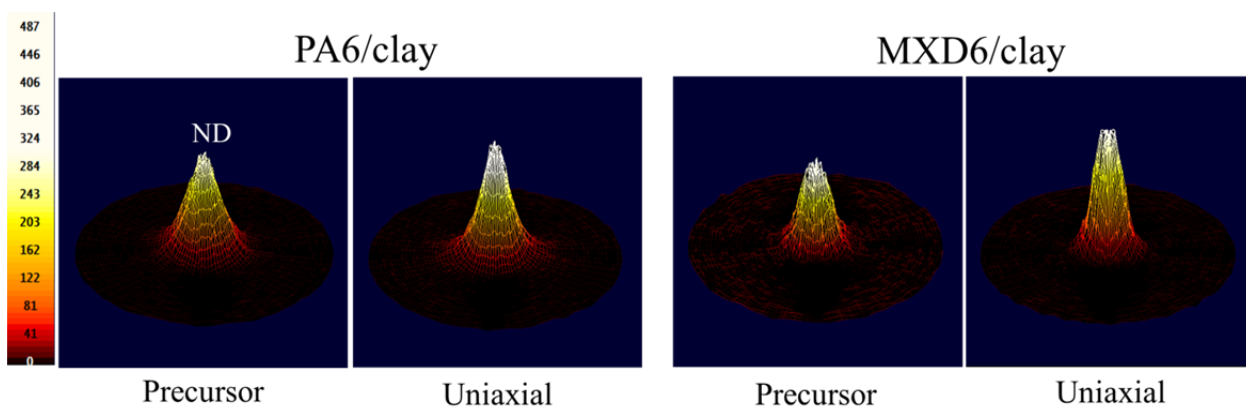 487
446
406
365
324
284
243
203
162
122
81
41
0
PA6/clay
MXD6/clay
ND
Precursor
Uniaxial
Precursor
Uniaxial